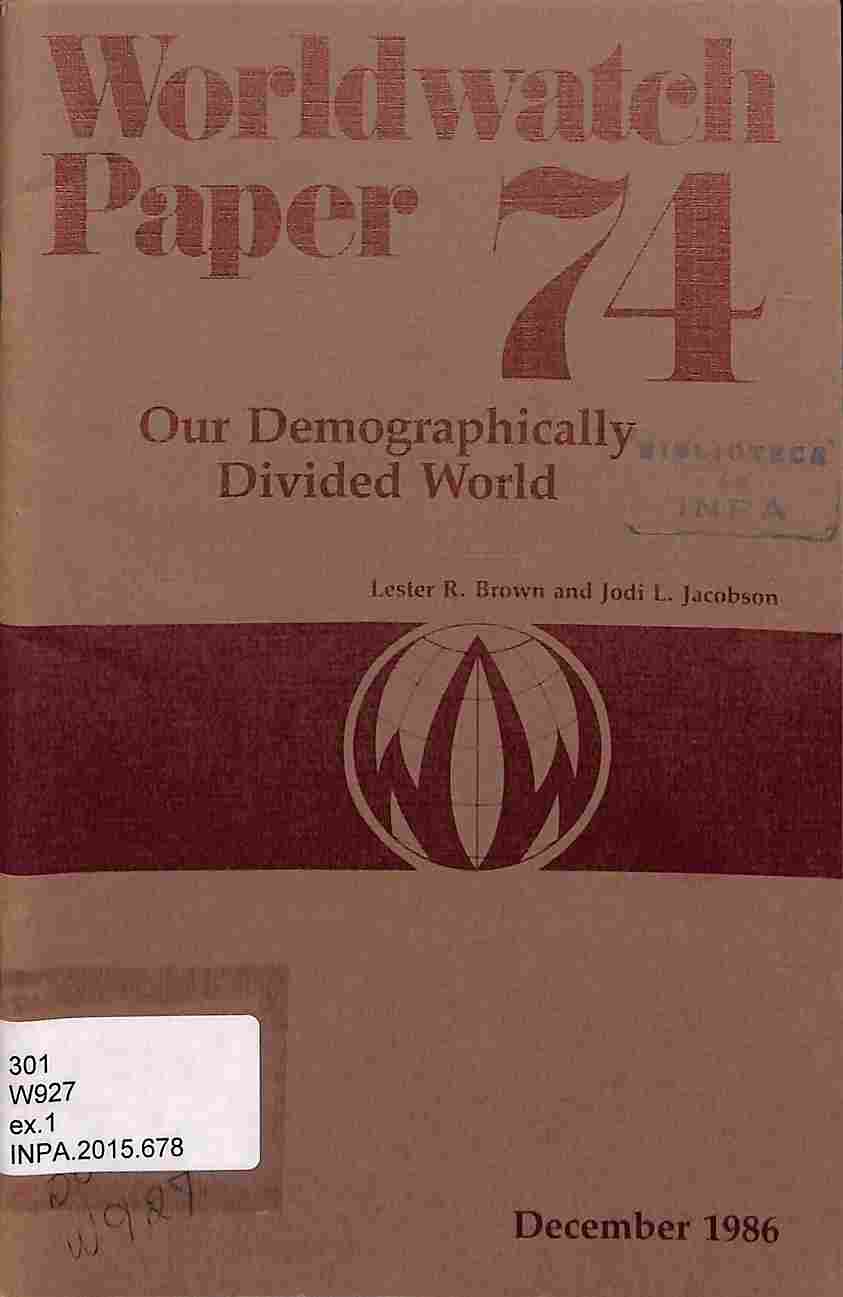 Worldwatch
Paper 74
Our Demographically
Divided World
BIBLIOTECA
INPA
Lester R. Brown and Jodi L. Jacobson
301
W927
ex.1
INPA.2015.678
W927
December 1986